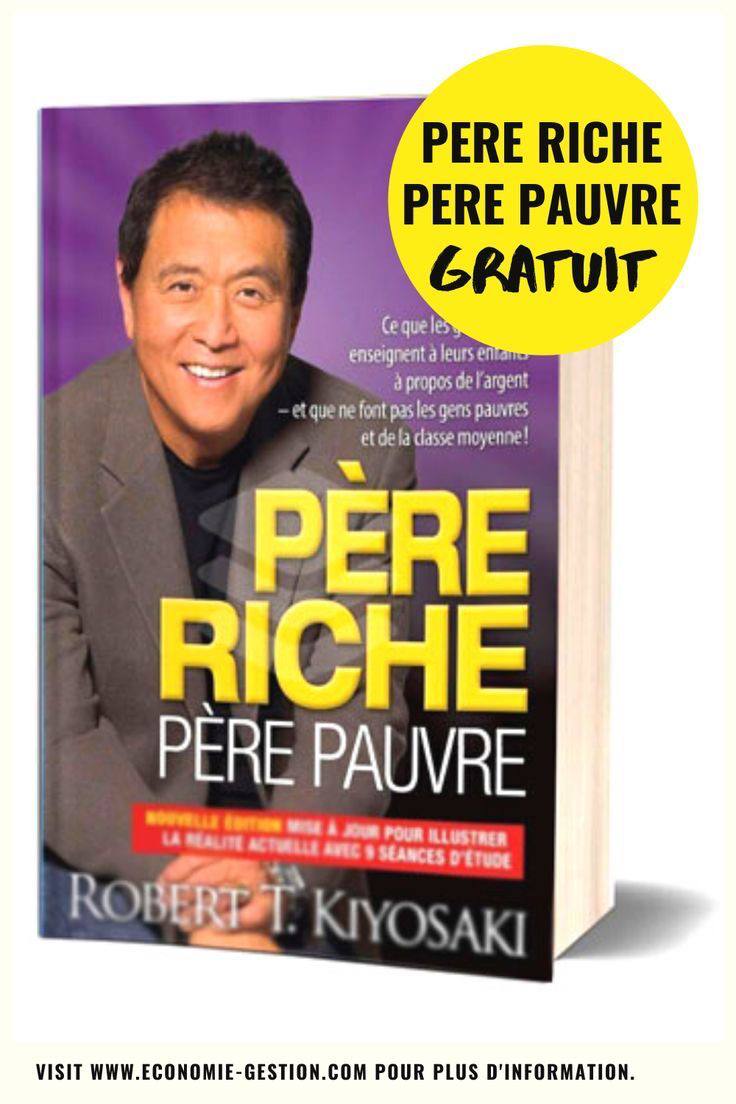 PERE RICHE
PERE PAUVRE
GRATUIT
Ce que les
enseignent à leurs enfants
à propos de l'argent
– et que ne font pas les gens pauvres
et de la classe moyenne !
PÈRE
RICHE
PÈRE PAUVRE
NOUVELLE ÉDITION MISE À JOUR POUR ILLUSTRER
LA RÉALITÉ ACTUELLE AVEC 9 SÉANCES D'ÉTUDE
ROBERT T. KIYOSAKI
VISIT WWW.ECONOMIE-GESTION.COM POUR PLUS D'INFORMATION.